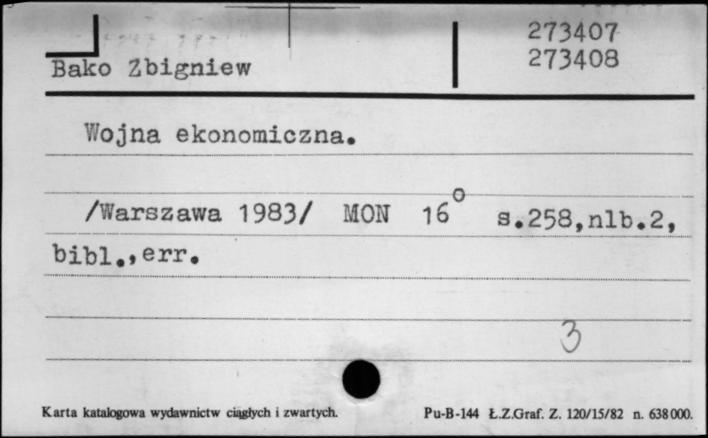 273407
273408
Bako Zbigniew
Wojna ekonomiczna.
/Warszawa 1983/ MON 16° s.258,nlb.2,
bibl.,err.
3
Karta katalogowa wydawnictw ciągłych i zwartych. Pu-B-144 Ł.Z.Graf. Z. 120/15/82 n. 638000.